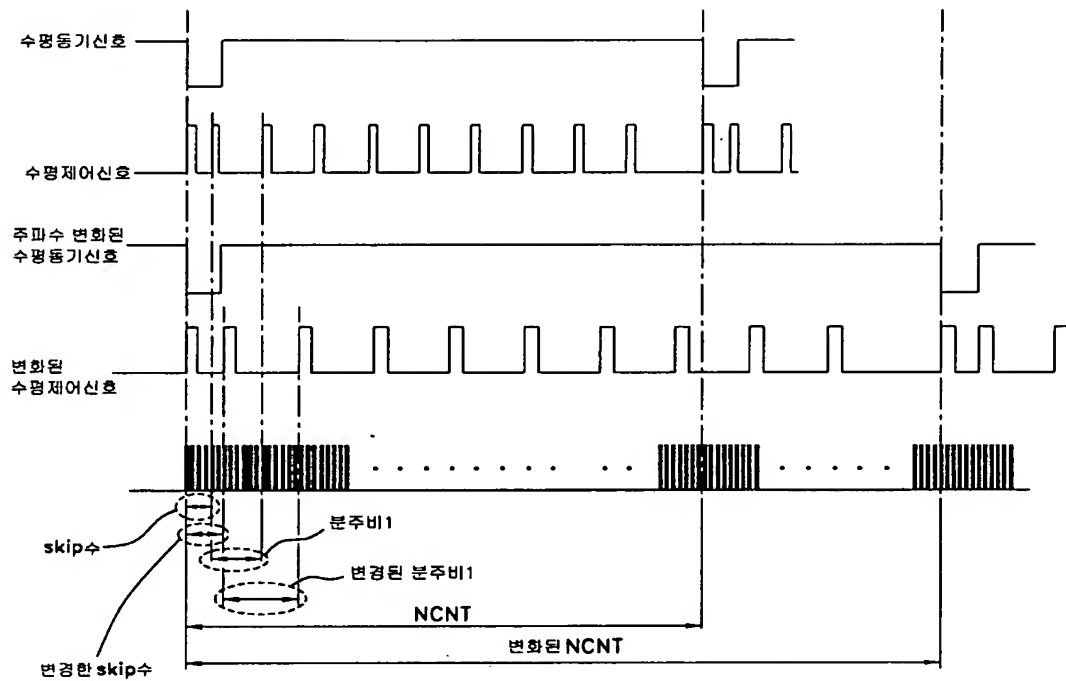 수평동기신호
수평제어신호
주파수 변화된
수평동기신호
변화된
수평제어신호
skip수
분주비1
변경된 분주비1
NCNT
변화된 NCNT
변경한 skip수